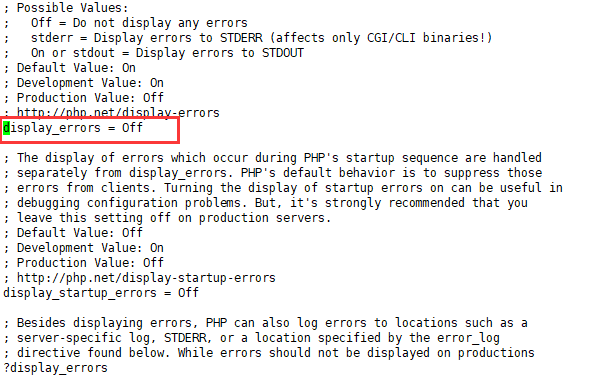 ; Possible Values:
;   Off = Do not display any errors
;   stderr = Display errors to STDERR (affects only CGI/CLI binaries!)
;   On or stdout = Display errors to STDOUT
; Default Value: On
; Development Value: On
; Production Value: Off
; http://php.net/display-errors
display_errors = Off
; The display of errors which occur during PHP's startup sequence are handled
; separately from display_errors. PHP's default behavior is to suppress those
; errors from clients. Turning the display of startup errors on can be useful in
; debugging configuration problems. But, it's strongly recommended that you
; leave this setting off on production servers.
; Default Value: Off
; Development Value: On
; Production Value: Off
; http://php.net/display-startup-errors
display_startup_errors = Off
; Besides displaying errors, PHP can also log errors to locations such as a
; server-specific log, STDERR, or a location specified by the error_log
; directive found below. While errors should not be displayed on productions
?display_errors